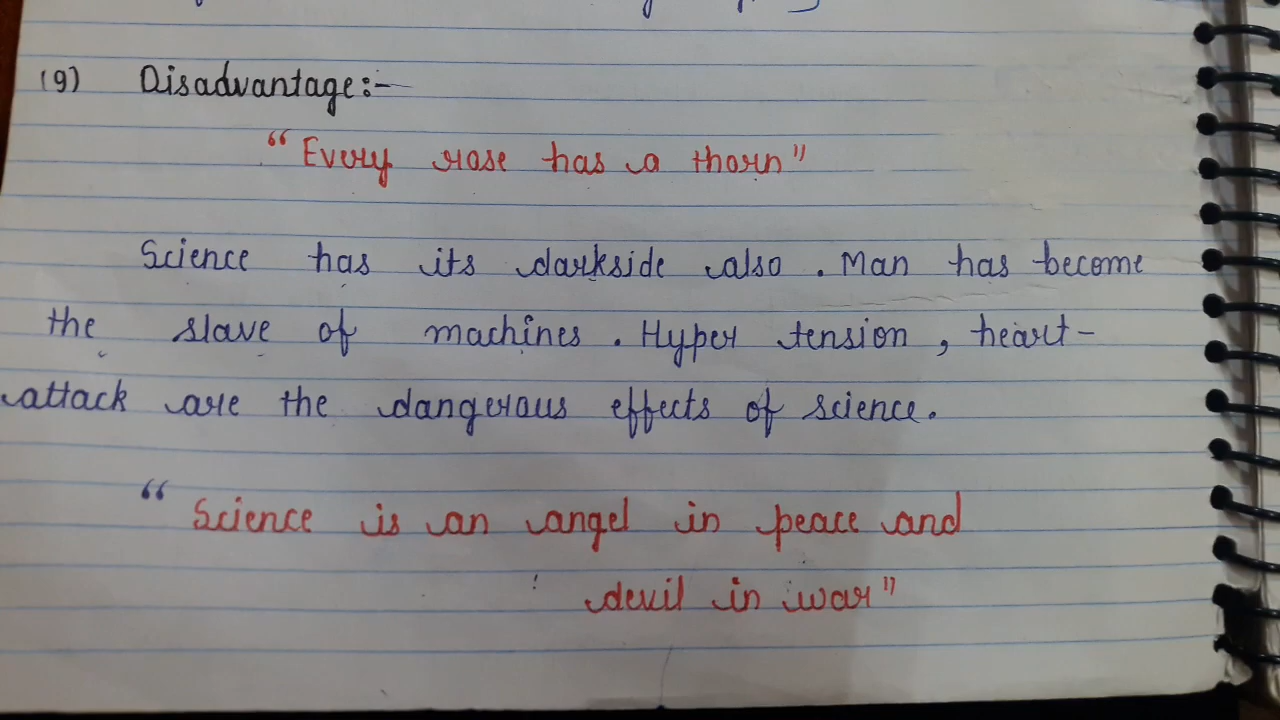 (9) Disadvantage:-
"Every rose has a thorn"
Science has its darkside also. Man has become
the slave of machines. Hyper tension, heart-
attack are the dangerous effects of science.
"Science is an angel in peace and
devil in war"